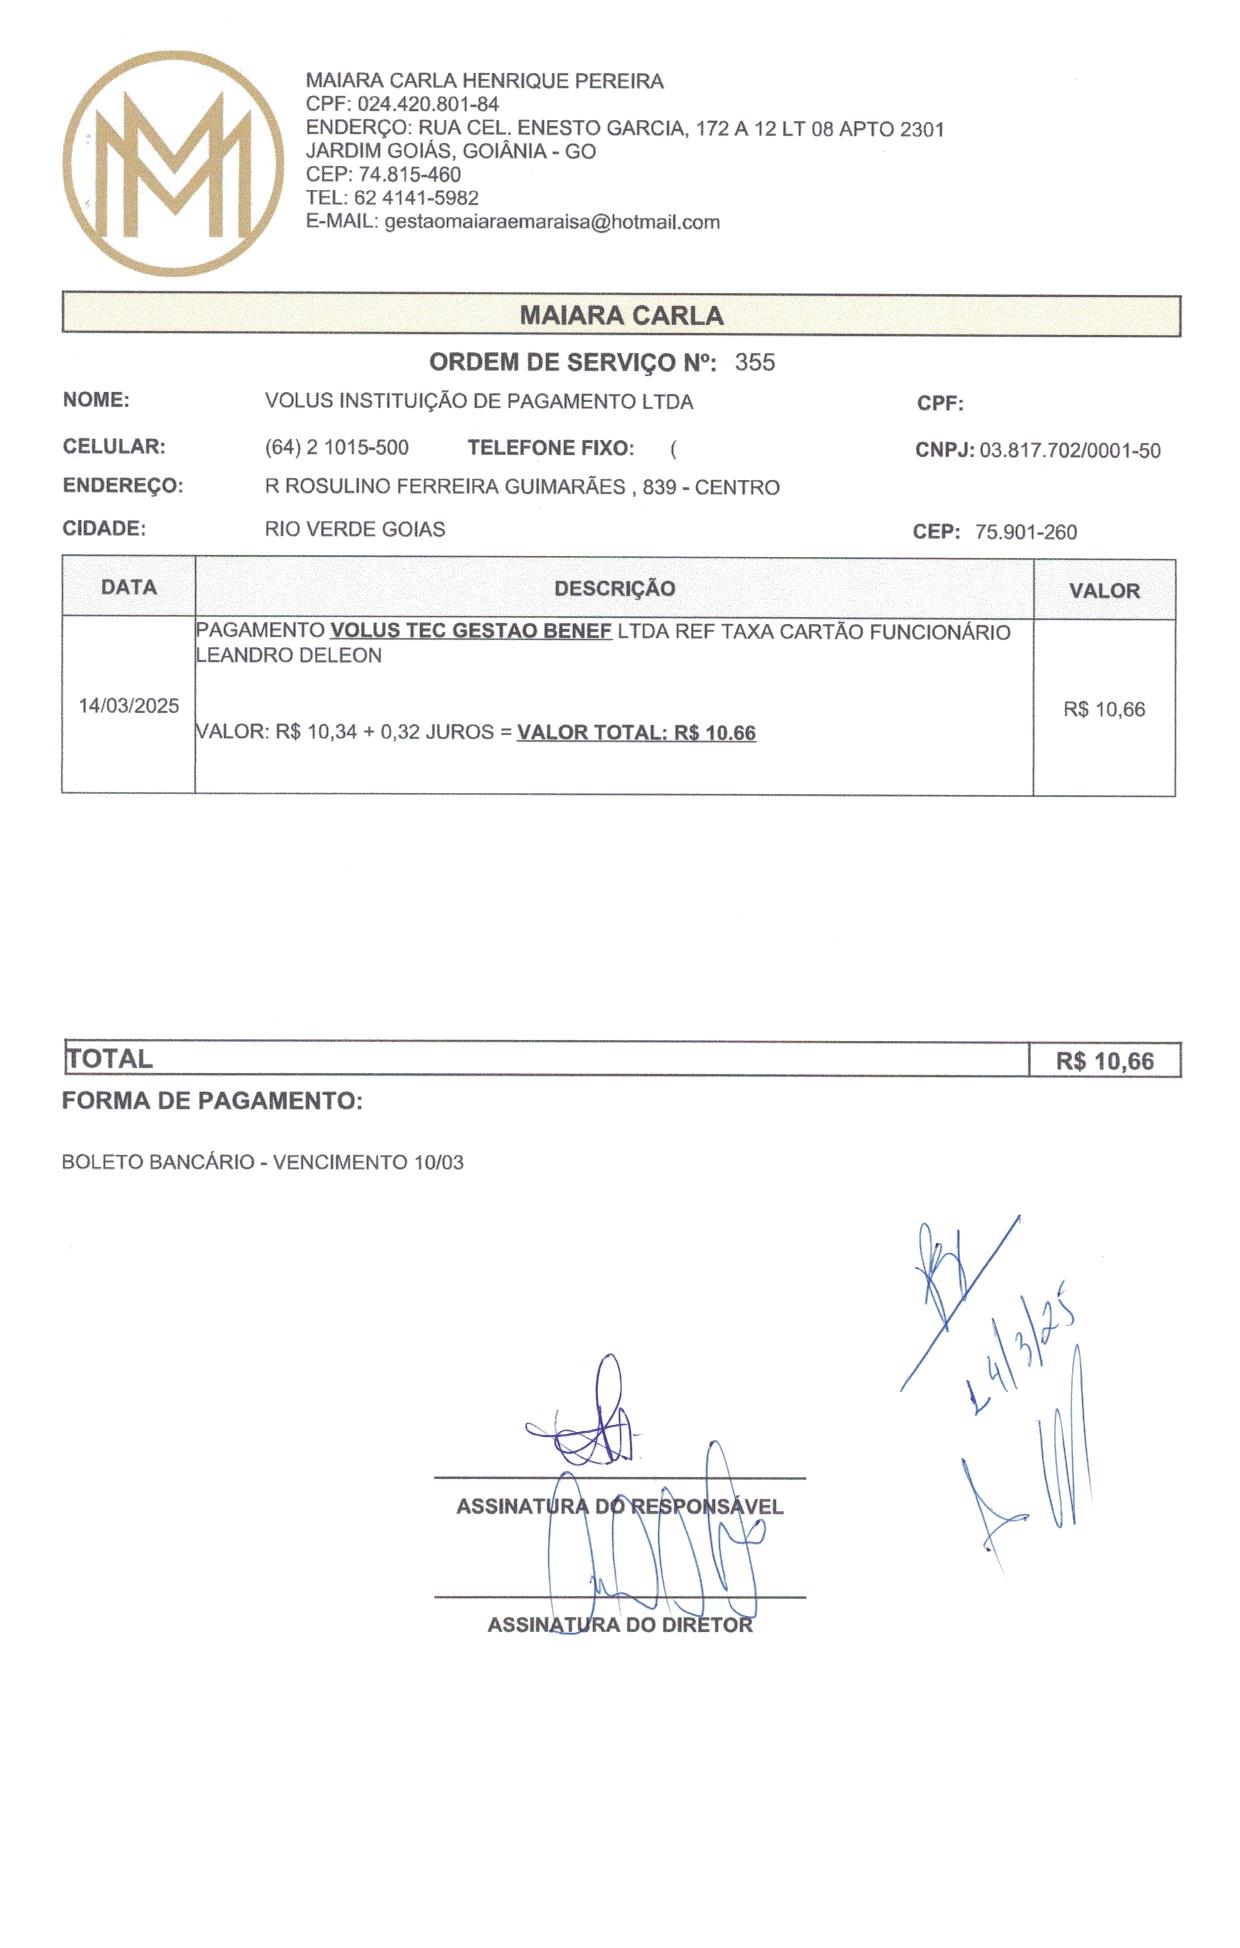 MAIARA CARLA HENRIQUE PEREIRA
CPF: 024.420.801-84
ENDERÇO: RUA CEL. ENESTO GARCIA, 172 A 12 LT 08 APTO 2301
JARDIM GOIÁS, GOIÂNIA - GO
CEP: 74.815-460
TEL: 62 4141-5982
E-MAIL: gestaomaiaraemaraisa@hotmail.com
MAIARA CARLA
ORDEM DE SERVIÇO Nº: 355
NOME: VOLUS INSTITUIÇÃO DE PAGAMENTO LTDA CPF:
CELULAR: (64) 2 1015-500 TELEFONE FIXO: ( CNPJ: 03.817.702/0001-50
ENDEREÇO: R ROSULINO FERREIRA GUIMARÃES , 839 - CENTRO
CIDADE: RIO VERDE GOIAS CEP: 75.901-260
DATA DESCRIÇÃO VALOR
PAGAMENTO VOLUS TEC GESTAO BENEF LTDA REF TAXA CARTÃO FUNCIONÁRIO
LEANDRO DELEON
14/03/2025 R$ 10,66
VALOR: R$ 10,34 + 0,32 JUROS = VALOR TOTAL: R$ 10.66
TOTAL R$ 10,66
FORMA DE PAGAMENTO:
BOLETO BANCÁRIO - VENCIMENTO 10/03
14/3/25
ASSINATURA DO RESPONSÁVEL
ASSINATURA DO DIRETOR